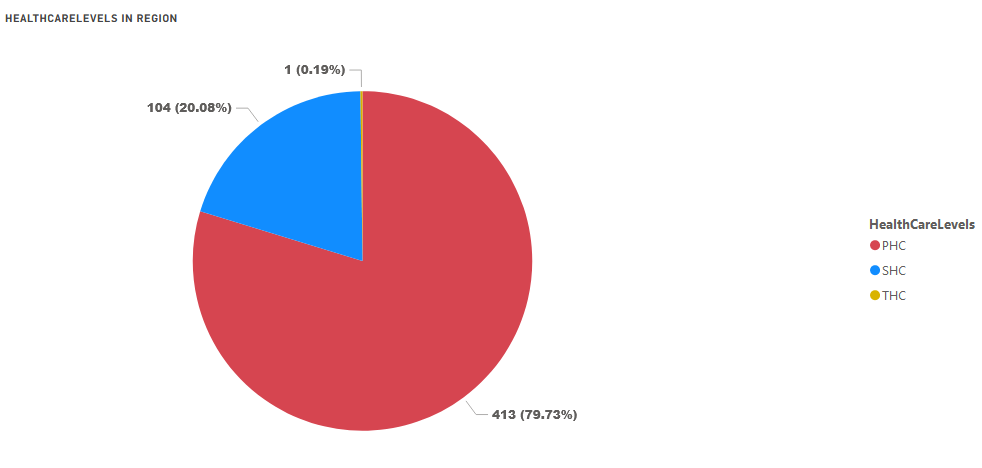 HEALTHCARELEVELS IN REGION
1 (0.19%)
104 (20.08%)
413 (79.73%)
HealthCareLevels
PHC
SHC
THC